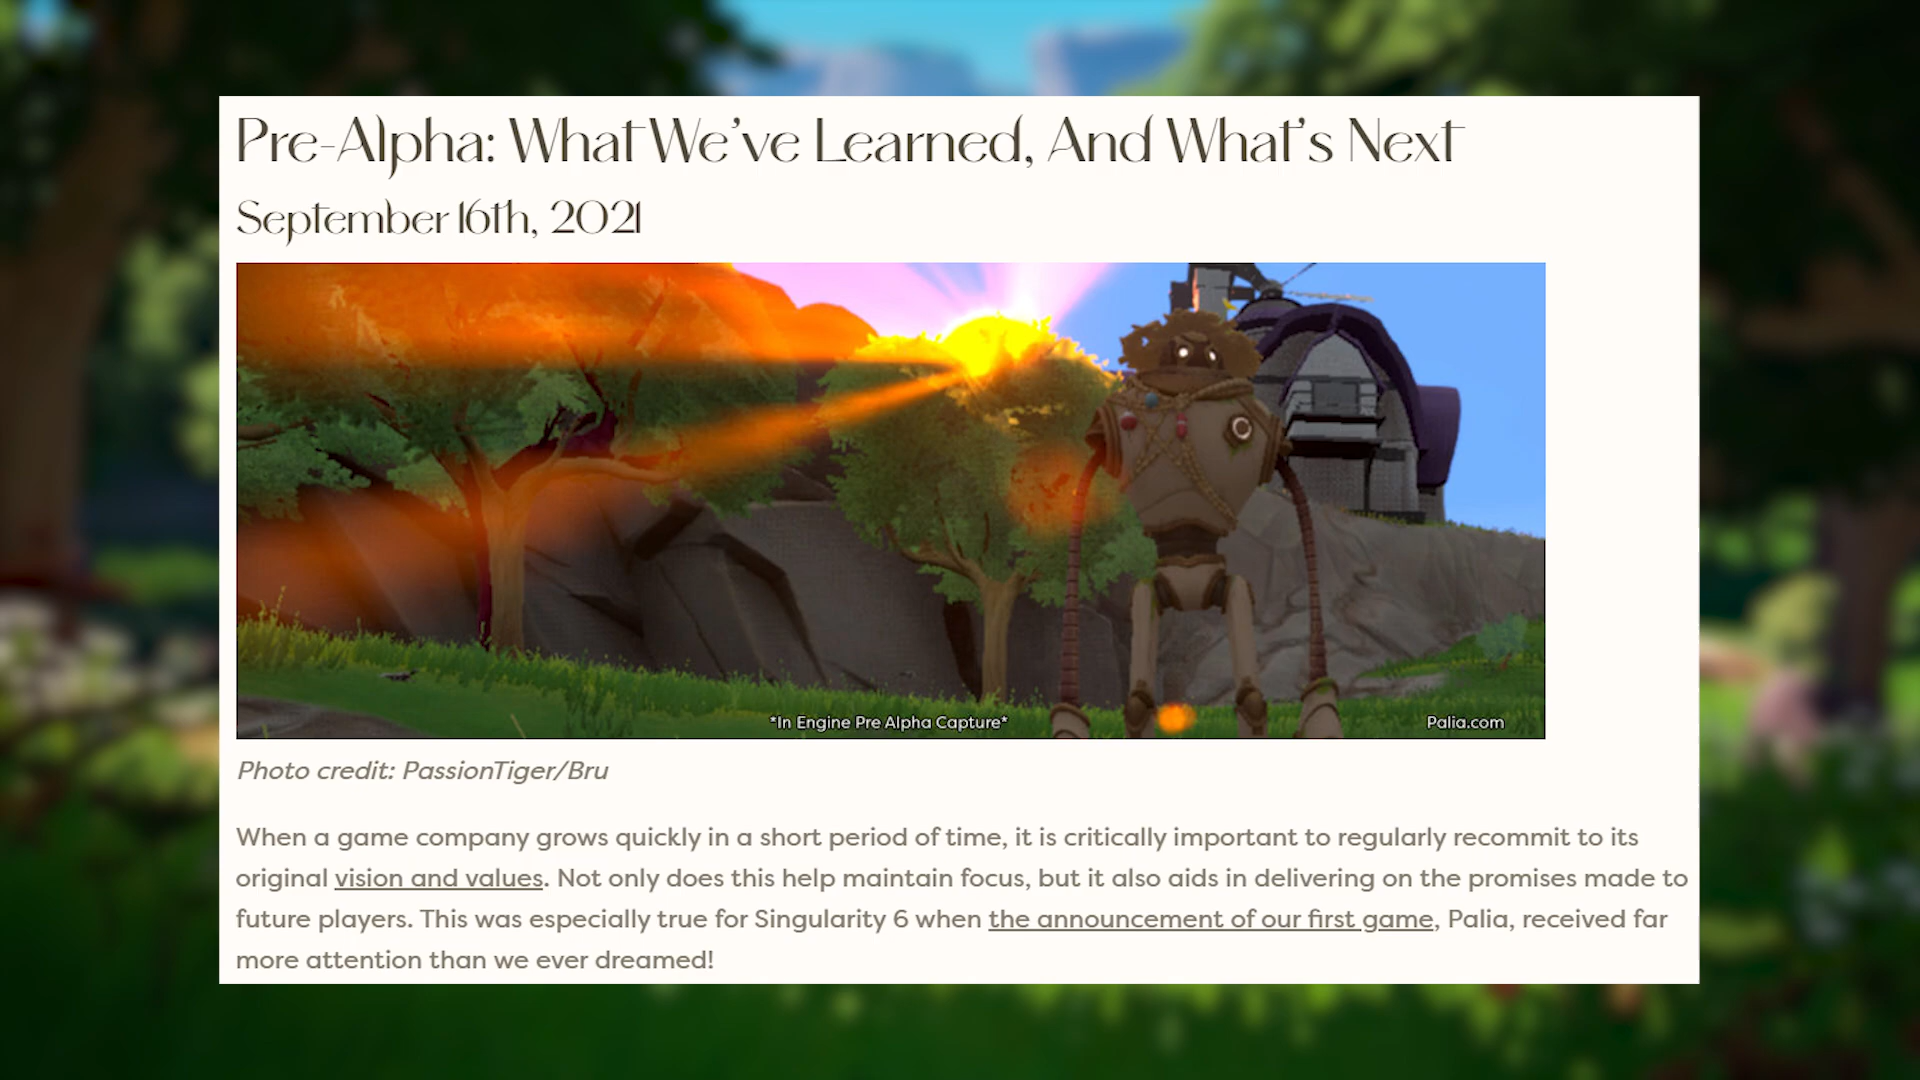 Pre-Alpha: What We've Learned, And What's Next
September 16th, 2021
*In Engine Pre Alpha Capture*
Palia.com
Photo credit: PassionTiger/Bru
When a game company grows quickly in a short period of time, it is critically important to regularly recommit to its
original vision and values. Not only does this help maintain focus, but it also aids in delivering on the promises made to
future players. This was especially true for Singularity 6 when the announcement of our first game, Palia, received far
more attention than we ever dreamed!